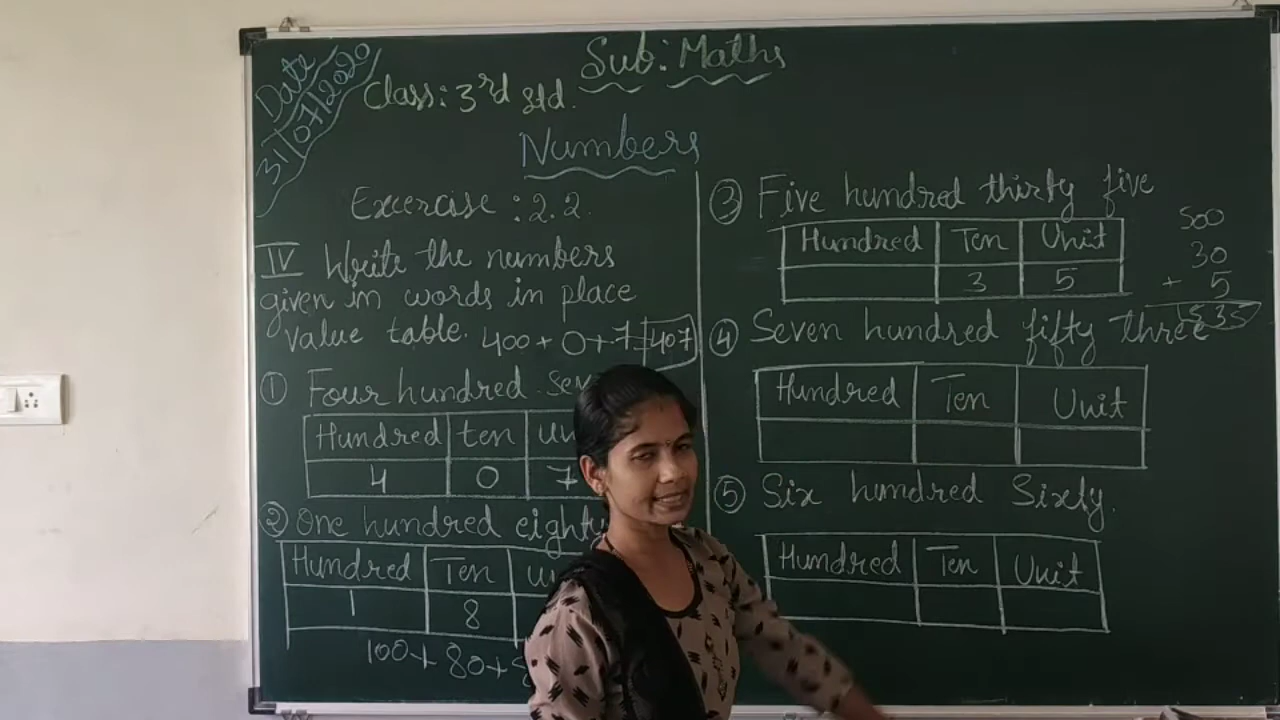 Date
31/07/2020
Sub: Maths
Class: 3rd std.
Numbers
Excercise : 2.2.
IV Write the numbers
given in words in place
value table. 400 + 0 + 7 = 407
① Four hundred
Hundred ten
4 0 7
② One hundred eighty
Hundred Ten
1 8
100 + 80 +
③ Five hundred thirty five
Hundred Ten Unit
3 5
500
30
+ 5
535
④ Seven hundred fifty three
Hundred Ten Unit
⑤ Six hundred Sixty.
Hundred Ten Unit